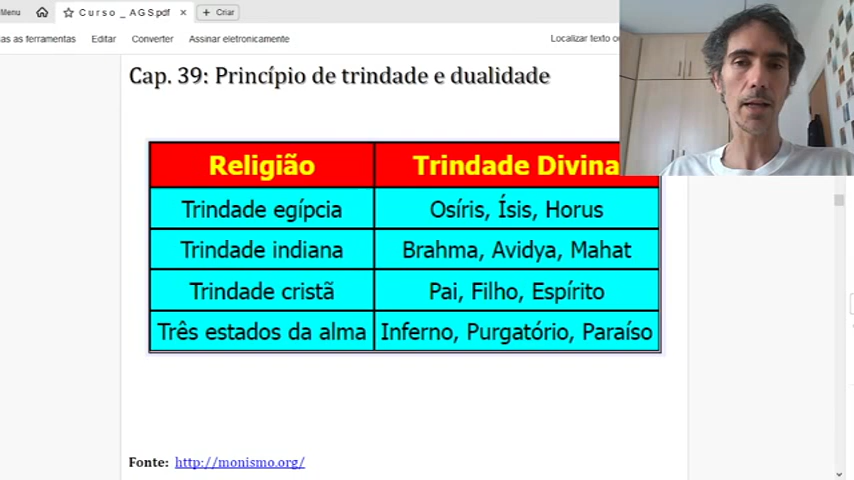 Menu Curso _ AGS.pdf × + Criar
as as ferramentas Editar Converter Assinar eletronicamente Localizar texto
Cap. 39: Princípio de trindade e dualidade
Religião Trindade Divina
Trindade egípcia Osíris, Ísis, Horus
Trindade indiana Brahma, Avidya, Mahat
Trindade cristã Pai, Filho, Espírito
Três estados da alma Inferno, Purgatório, Paraíso
Fonte: http://monismo.org/